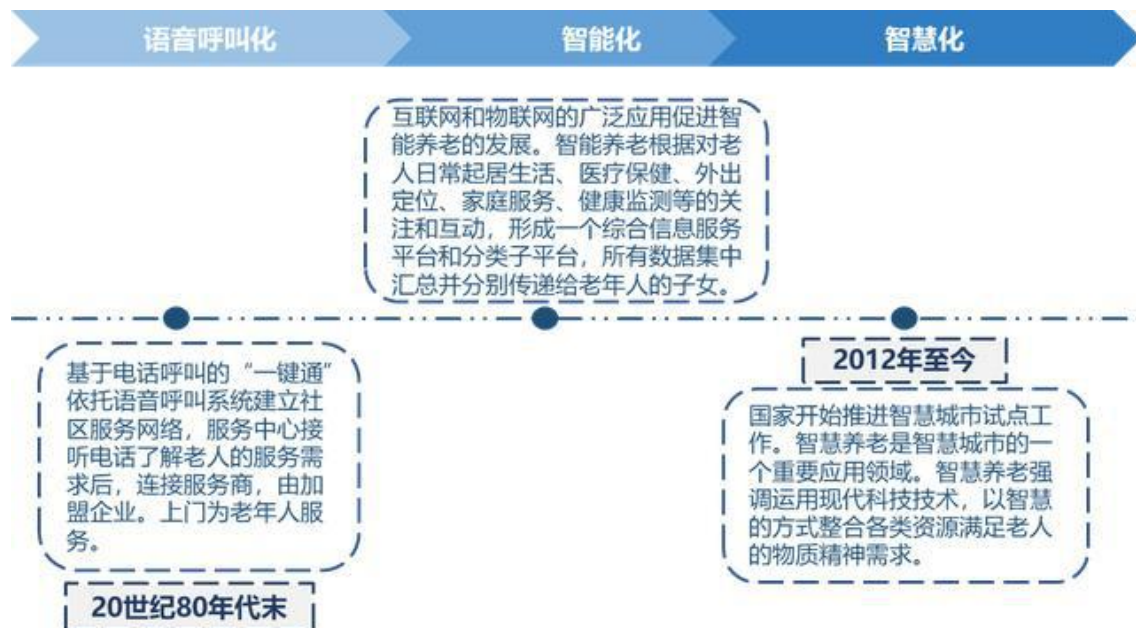 语音呼叫化
智能化
智慧化
互联网和物联网的广泛应用促进智
能养老的发展。智能养老根据对老
人日常起居生活、医疗保健、外出
定位、家庭服务、健康监测等的关
注和互动，形成一个综合信息服务
平台和分类子平台，所有数据集中
汇总并分别传递给老年人的子女。
基于电话呼叫的“一键通”
依托语音呼叫系统建立社
区服务网络，服务中心接
听电话了解老人的服务需
求后，连接服务商，由加
盟企业。上门为老年人服
务。
20世纪80年代末
2012年至今
国家开始推进智慧城市试点工
作。智慧养老是智慧城市的一
个重要应用领域。智慧养老强
调运用现代科技技术，以智慧
的方式整合各类资源满足老人
的物质精神需求。